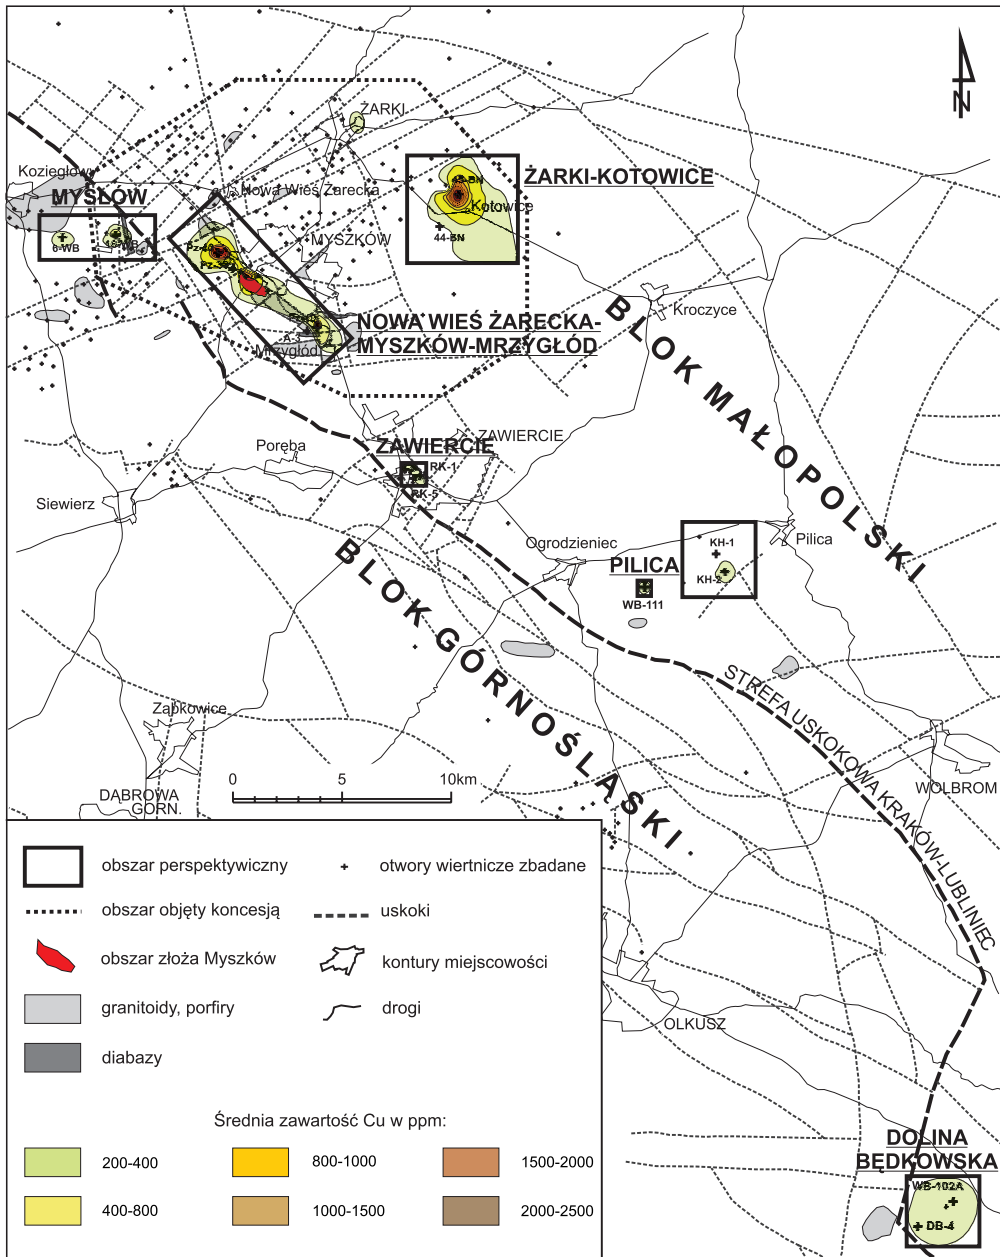 N
ŻARKI
Koziegłowy
MYSŁÓW
Nowa Wieś Żarecka
ŻARKI-KOTOWICE
Kotowice
44-BN
MYSZKÓW
Kroczyce
NOWA WIEŚ ŻARECKA-
MYSZKÓW-MRZYGŁÓD
Mrzygłód
BLOK MAŁOPOLSKI
ZAWIERCIE
ZAWIERCIE
RK-1
RK-5
Poręba
Siewierz
Ogrodzieniec
Pilica
PILICA
KH-1
KH-2
WB-111
BLOK GÓRNOŚLĄSKI
STREFA USKOKOWA KRAKÓW-LUBLINIEC
Ząbkowice
DĄBROWA
GÓRN.
0 5 10km
WOLBROM
OLKUSZ
DOLINA
BĘDKOWSKA
WB-102A
DB-4
obszar perspektywiczny
otwory wiertnicze zbadane
obszar objęty koncesją
uskoki
obszar złoża Myszków
kontury miejscowości
granitoidy, porfiry
drogi
diabazy
Średnia zawartość Cu w ppm:
200-400
800-1000
1500-2000
400-800
1000-1500
2000-2500